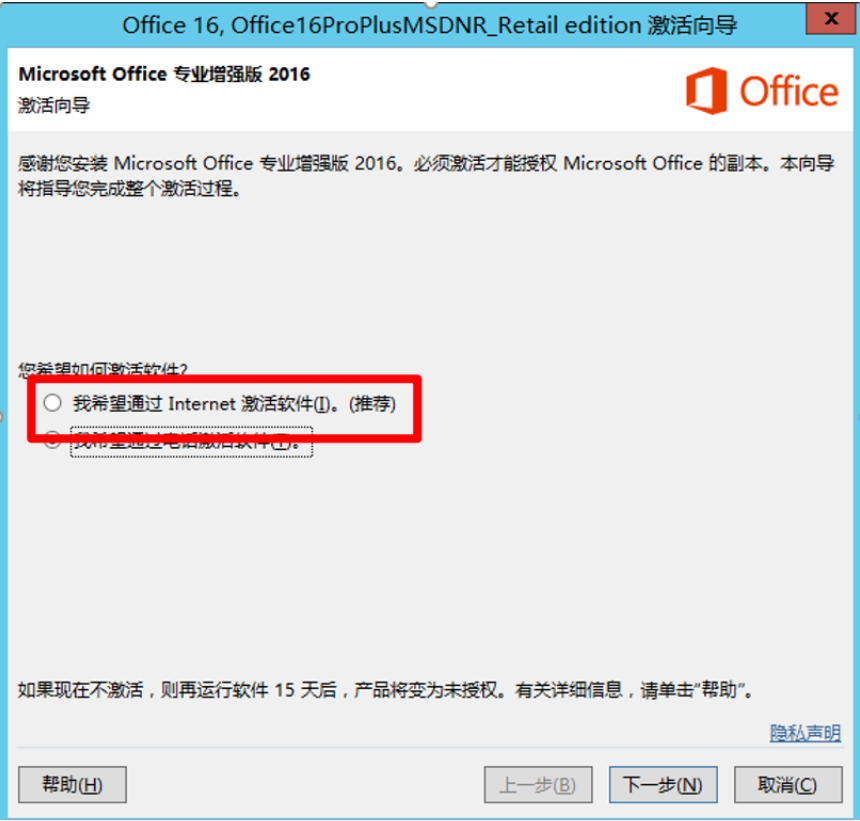 Office 16, Office16ProPlusMSDNR_Retail edition 激活向导
x
Microsoft Office 专业增强版 2016
激活向导
Office
感谢您安装 Microsoft Office 专业增强版 2016。必须激活才能授权 Microsoft Office 的副本。本向导
将指导您完成整个激活过程。
您希望如何激活软件?
我希望通过 Internet 激活软件(I)。(推荐)
我希望通过电话激活软件(T)。
如果现在不激活，则再运行软件 15 天后，产品将变为未授权。有关详细信息，请单击“帮助”。
隐私声明
帮助(H)
上一步(B)
下一步(N)
取消(C)